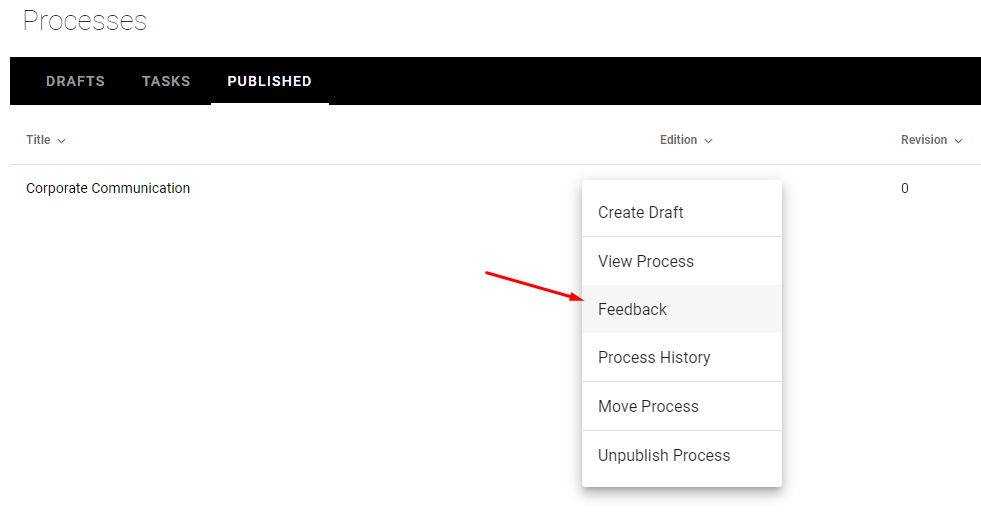 Processes
DRAFTS TASKS PUBLISHED
Title Edition Revision
Corporate Communication 0
Create Draft
View Process
Feedback
Process History
Move Process
Unpublish Process